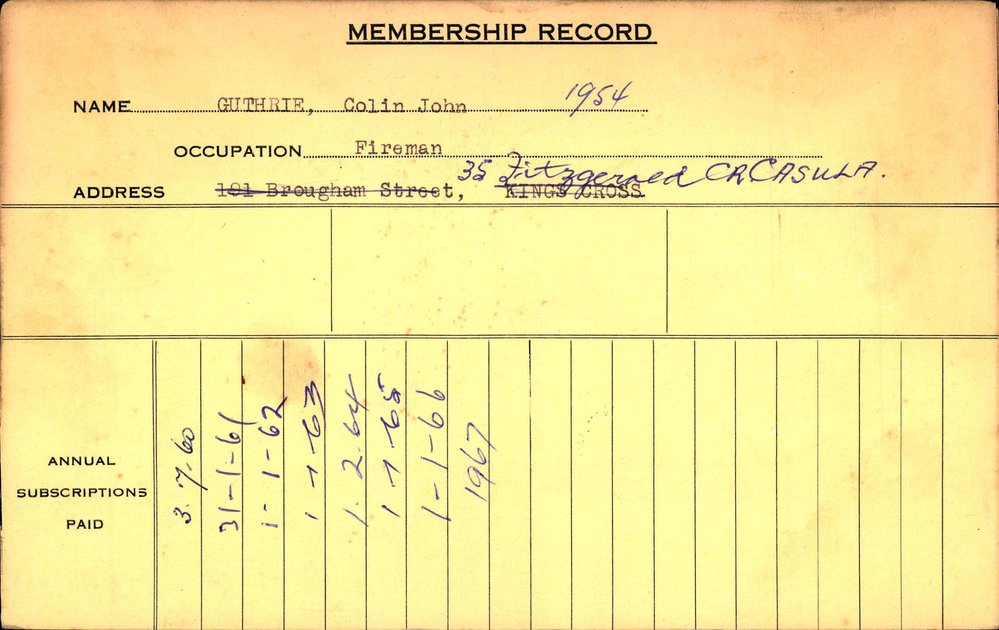 MEMBERSHIP RECORD
NAME GUTHRIE, Colin John 1954
OCCUPATION Fireman
35 Fitzgerald CR CASULA.
ADDRESS 191 Brougham Street, KINGS CROSS
ANNUAL
SUBSCRIPTIONS
PAID
3.7.60
31-1-61
1-1-62
1-1-63
1.2.64
1-1-65
1-1-66
1967